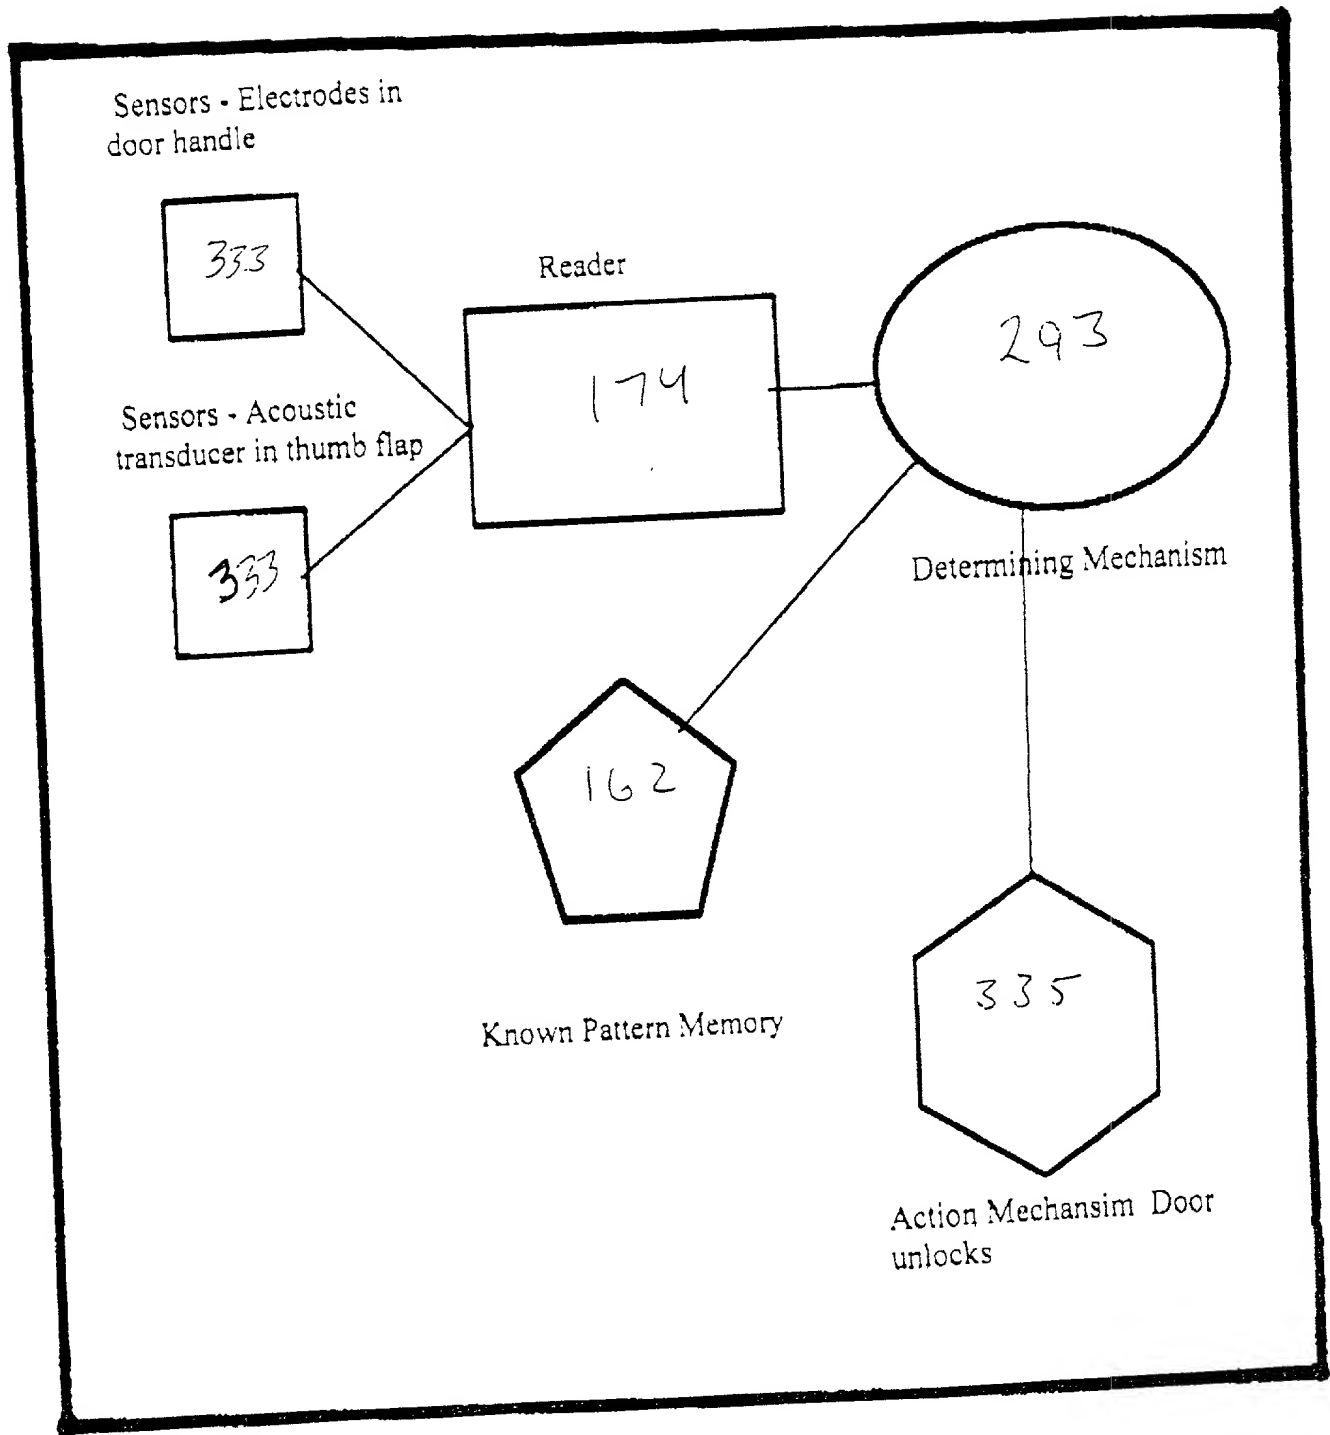 Sensors - Electrodes in
door handle
333
Reader
174
293
Sensors - Acoustic
transducer in thumb flap
333
Determining Mechanism
162
Known Pattern Memory
335
Action Mechansim Door
unlocks